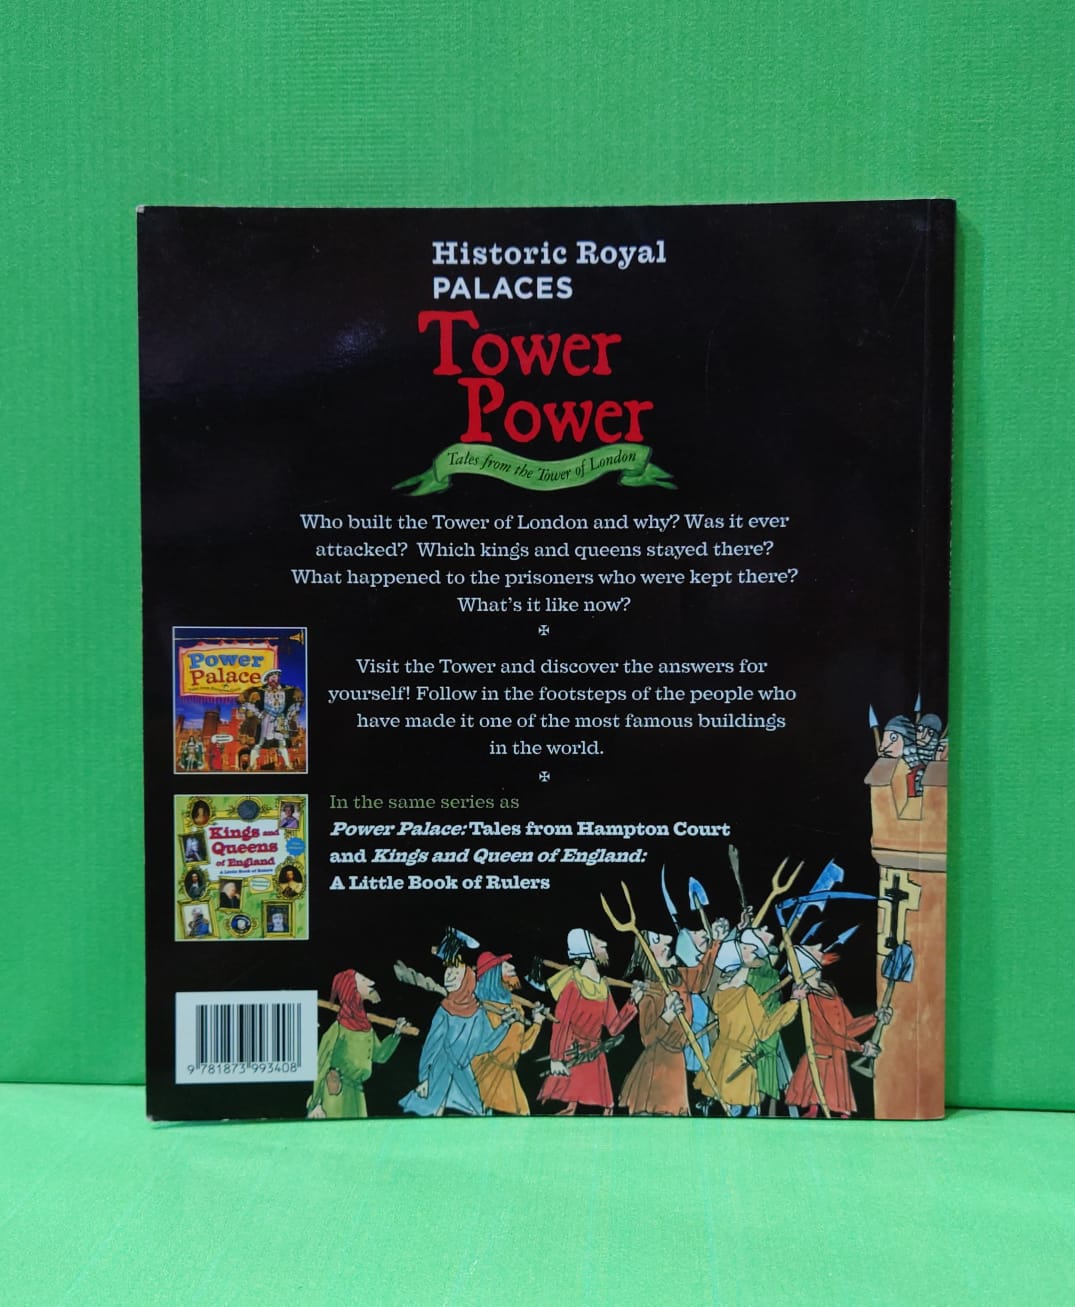 Historic Royal
PALACES
Tower
Power
Tales from the Tower of London
Who built the Tower of London and why? Was it ever
attacked? Which kings and queens stayed there?
What happened to the prisoners who were kept there?
What's it like now?
Visit the Tower and discover the answers for
yourself! Follow in the footsteps of the people who
have made it one of the most famous buildings
in the world.
Power
Palace
In the same series as
Power Palace: Tales from Hampton Court
and Kings and Queen of England:
A Little Book of Rulers
Kings and
Queens
of England
A Little Book of Rulers
9 781873 993408